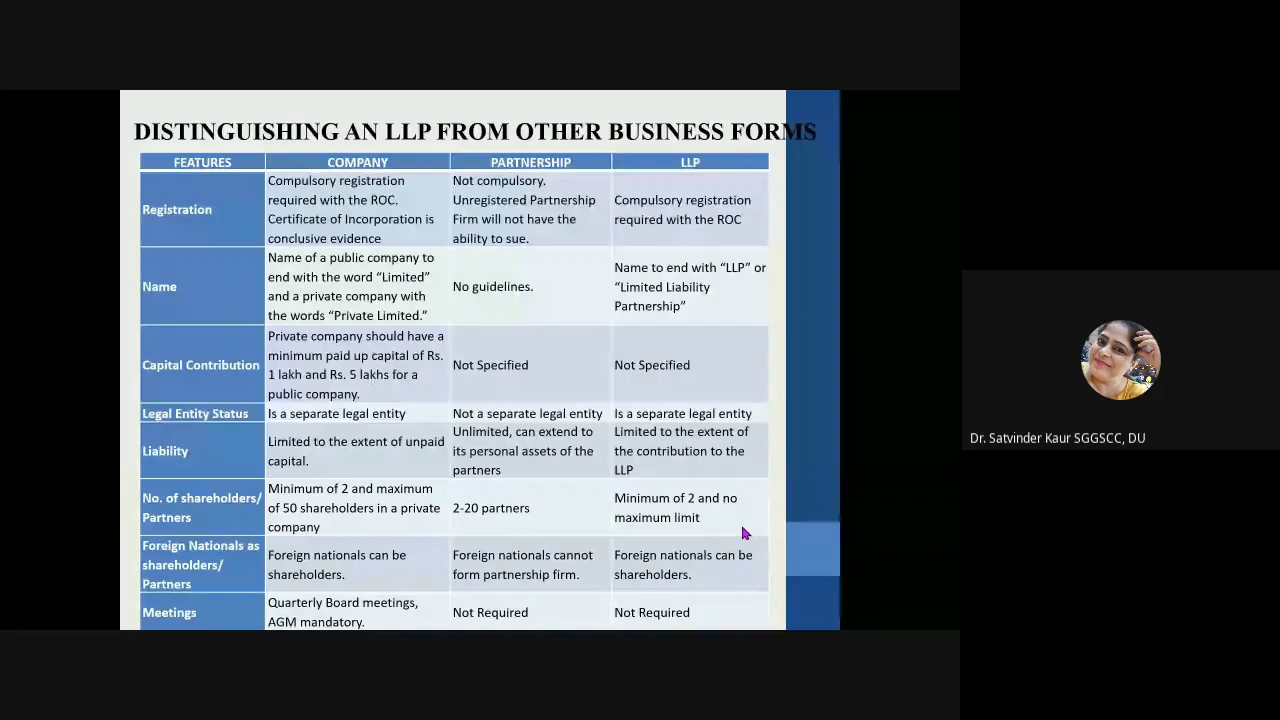 DISTINGUISHING AN LLP FROM OTHER BUSINESS FORMS
FEATURES
COMPANY
PARTNERSHIP
LLP
Registration
Compulsory registration
required with the ROC.
Certificate of Incorporation is
conclusive evidence
Not compulsory.
Unregistered Partnership
Firm will not have the
ability to sue.
Compulsory registration
required with the ROC
Name
Name of a public company to
end with the word “Limited”
and a private company with
the words “Private Limited.”
No guidelines.
Name to end with “LLP” or
“Limited Liability
Partnership”
Capital Contribution
Private company should have a
minimum paid up capital of Rs.
1 lakh and Rs. 5 lakhs for a
public company.
Not Specified
Not Specified
Legal Entity Status
Is a separate legal entity
Not a separate legal entity
Is a separate legal entity
Liability
Limited to the extent of unpaid
capital.
Unlimited, can extend to
its personal assets of the
partners
Limited to the extent of
the contribution to the
LLP
No. of shareholders/
Partners
Minimum of 2 and maximum
of 50 shareholders in a private
company
2-20 partners
Minimum of 2 and no
maximum limit
Foreign Nationals as
shareholders/
Partners
Foreign nationals can be
shareholders.
Foreign nationals cannot
form partnership firm.
Foreign nationals can be
shareholders.
Meetings
Quarterly Board meetings,
AGM mandatory.
Not Required
Not Required
Dr. Satvinder Kaur SGGSCC, DU